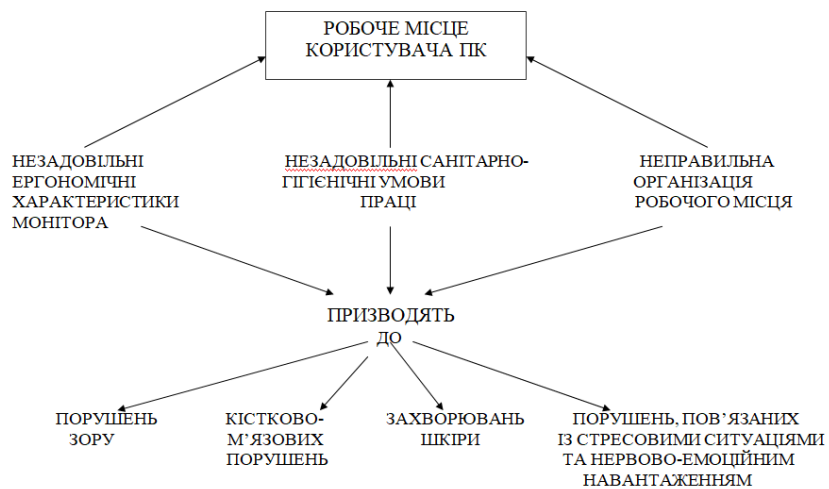 РОБОЧЕ МІСЦЕ
КОРИСТУВАЧА ПК
НЕЗАДОВІЛЬНІ
ЕРГОНОМІЧНІ
ХАРАКТЕРИСТИКИ
МОНІТОРА
НЕЗАДОВІЛЬНІ САНІТАРНО-
ГІГІЄНІЧНІ УМОВИ
ПРАЦІ
НЕПРАВИЛЬНА
ОРГАНІЗАЦІЯ
РОБОЧОГО МІСЦЯ
ПРИЗВОДЯТЬ
ДО
ПОРУШЕНЬ
ЗОРУ
КІСТКОВО-
М’ЯЗОВИХ
ПОРУШЕНЬ
ЗАХВОРЮВАНЬ
ШКІРИ
ПОРУШЕНЬ, ПОВ’ЯЗАНИХ
ІЗ СТРЕСОВИМИ СИТУАЦІЯМИ
ТА НЕРВОВО-ЕМОЦІЙНИМ
НАВАНТАЖЕННЯМ